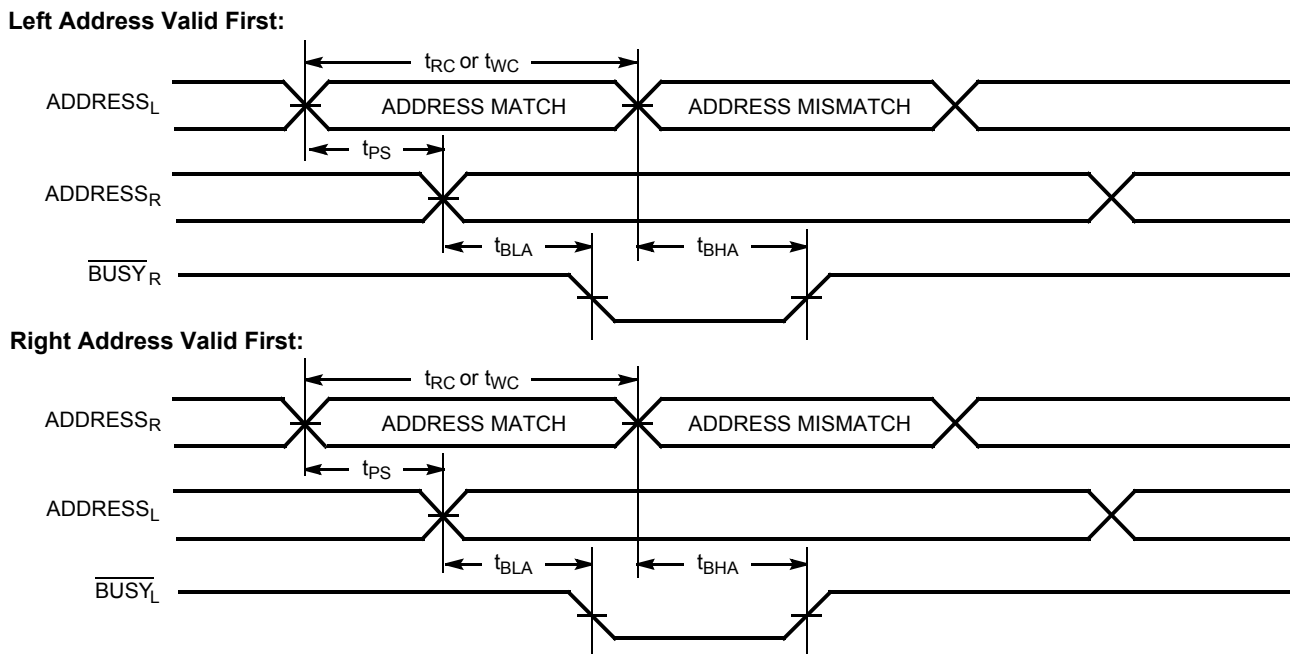 Left Address Valid First:
tRC or tWC
ADDRESSL
ADDRESS MATCH
ADDRESS MISMATCH
tPS
ADDRESSR
tBLA
tBHA
BUSYR
Right Address Valid First:
tRC or tWC
ADDRESSR
ADDRESS MATCH
ADDRESS MISMATCH
tPS
ADDRESSL
tBLA
tBHA
BUSYL